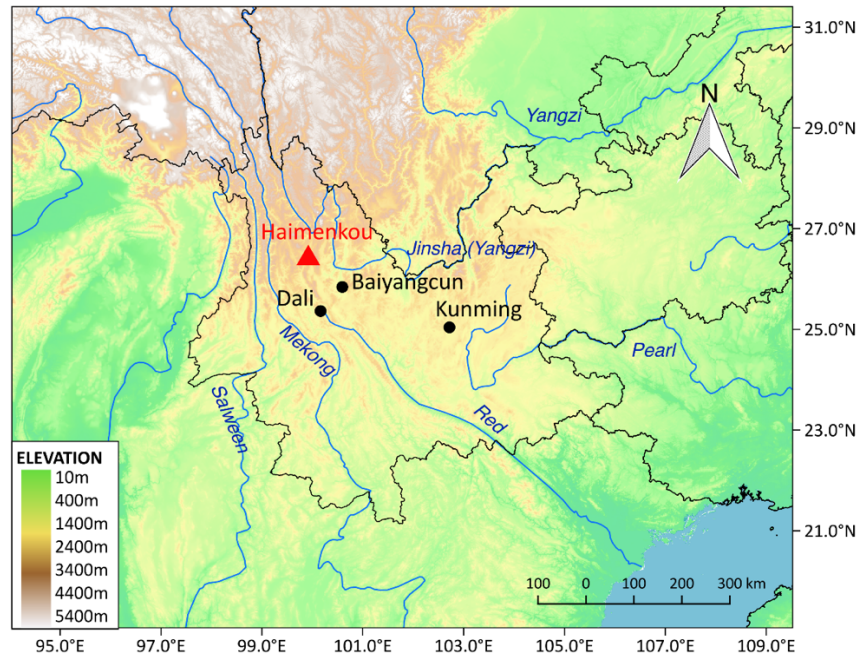 31.0°N
Yangzi
N
29.0°N
Haimenkou
Jinsha (Yangzi)
27.0°N
Baiyangcun
Dali
Kunming
25.0°N
Mekong
Pearl
Salween
Red
23.0°N
ELEVATION
10m
400m
1400m
2400m
3400m
4400m
5400m
21.0°N
100 0 100 200 300 km
95.0°E 97.0°E 99.0°E 101.0°E 103.0°E 105.0°E 107.0°E 109.0°E